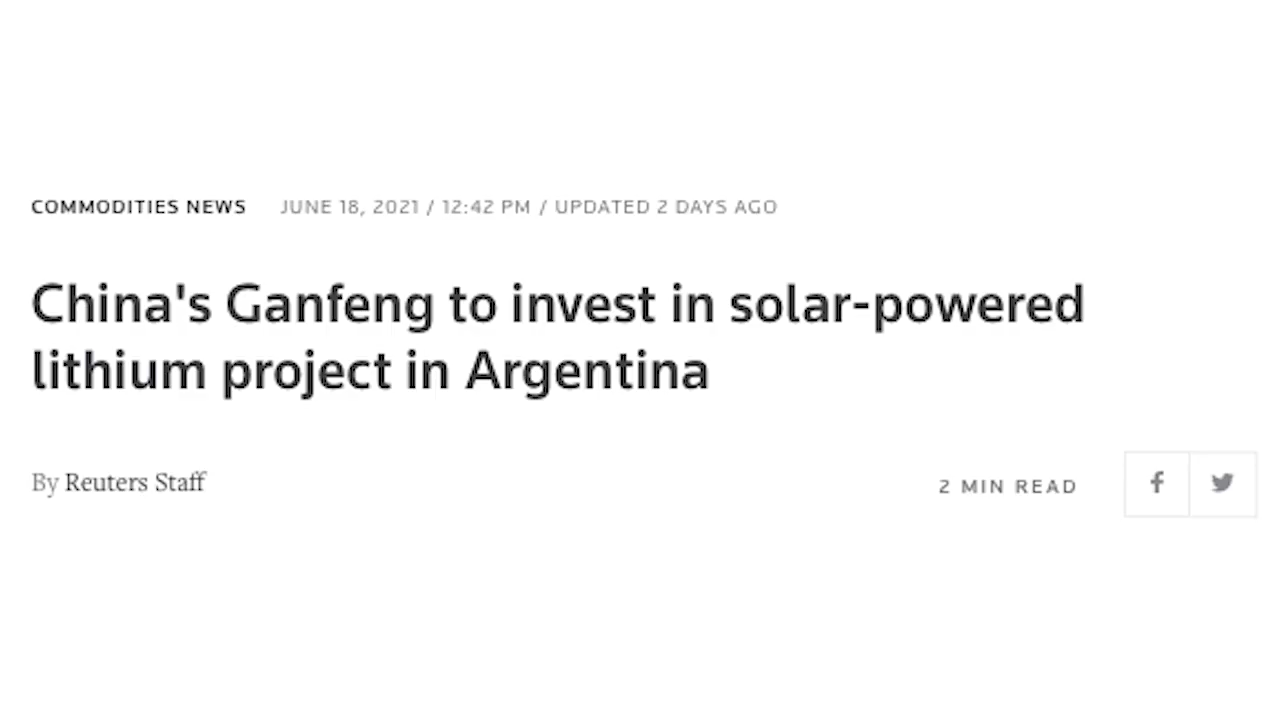 COMMODITIES NEWS JUNE 18, 2021 / 12:42 PM / UPDATED 2 DAYS AGO
China's Ganfeng to invest in solar-powered
lithium project in Argentina
By Reuters Staff 2 MIN READ